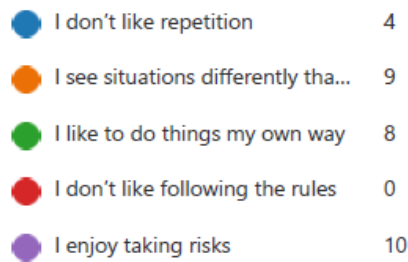 I don’t like repetition 4
I see situations differently tha... 9
I like to do things my own way 8
I don’t like following the rules 0
I enjoy taking risks 10